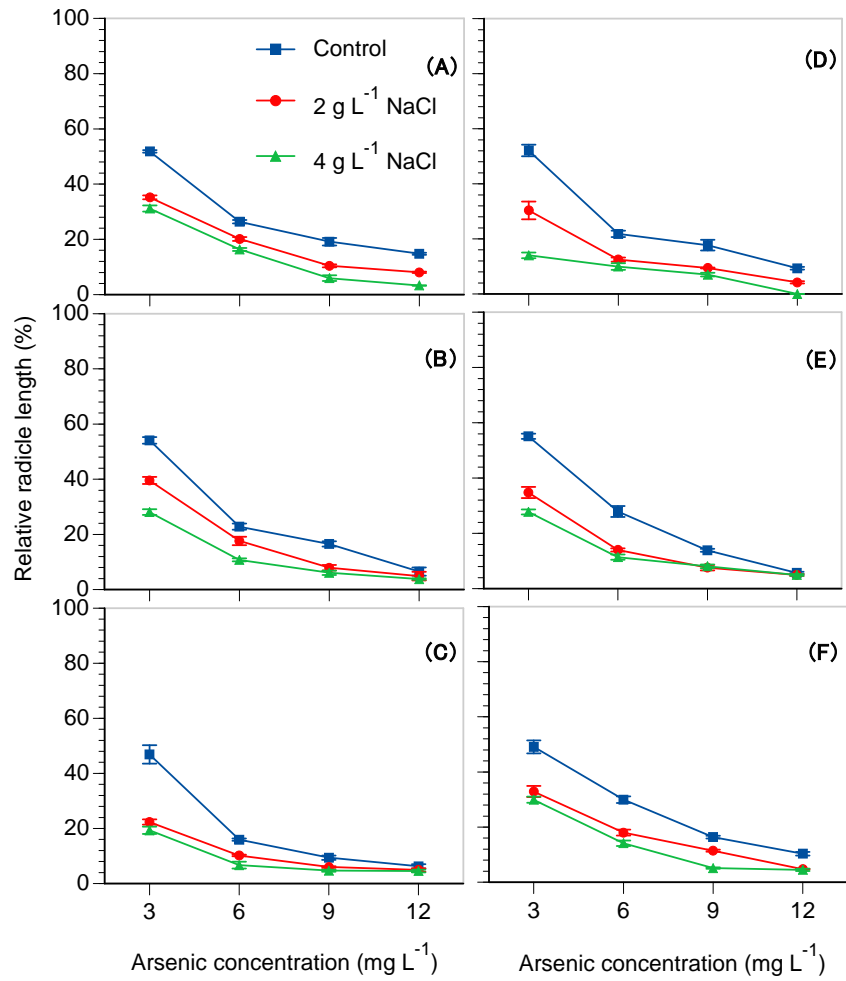 100
80
60
40
20
0
Control
2 g L⁻¹ NaCl
4 g L⁻¹ NaCl
(A)
(D)
100
80
60
40
20
0
(B)
(E)
Relative radicle length (%)
100
80
60
40
20
0
(C)
(F)
3 6 9 12 3 6 9 12
Arsenic concentration (mg L⁻¹) Arsenic concentration (mg L⁻¹)